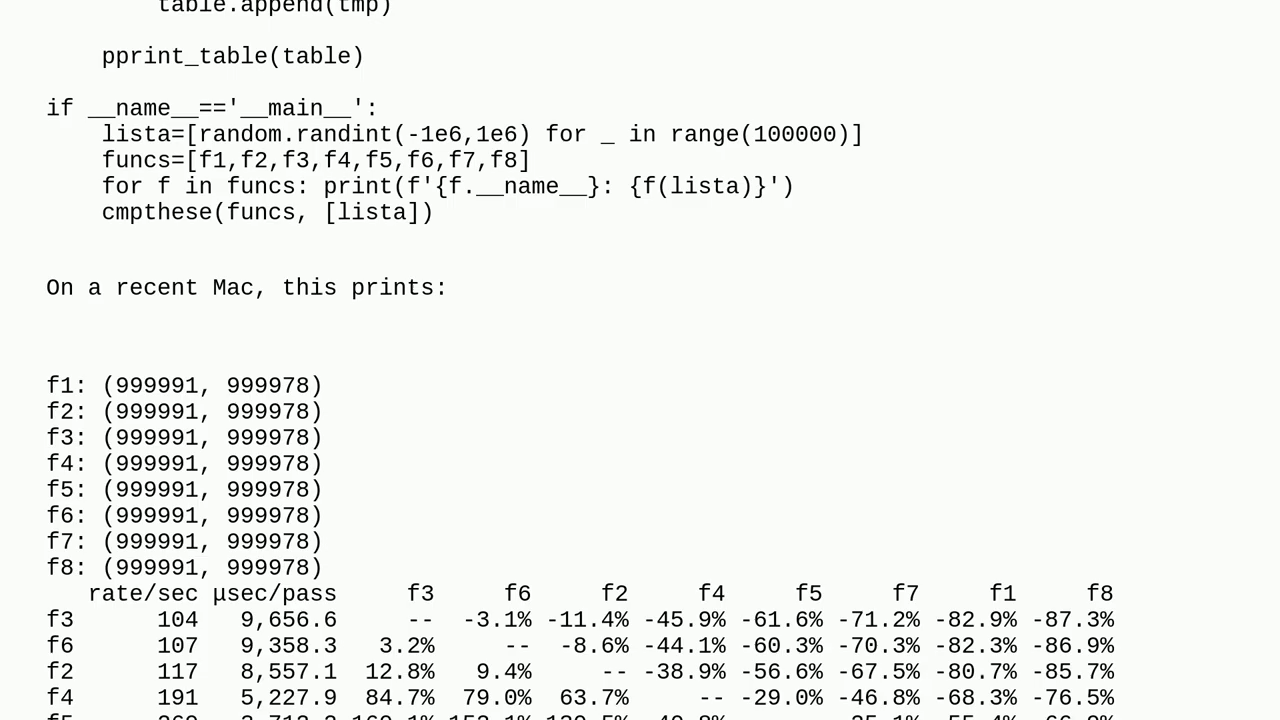 table.append(tmp)
    pprint_table(table)
if __name__=='__main__':
    lista=[random.randint(-1e6,1e6) for _ in range(100000)]
    funcs=[f1,f2,f3,f4,f5,f6,f7,f8]
    for f in funcs: print(f'{f.__name__}: {f(lista)}')
    cmpthese(funcs, [lista])
On a recent Mac, this prints:
f1: (999991, 999978)
f2: (999991, 999978)
f3: (999991, 999978)
f4: (999991, 999978)
f5: (999991, 999978)
f6: (999991, 999978)
f7: (999991, 999978)
f8: (999991, 999978)
   rate/sec μsec/pass     f3     f6     f2     f4     f5     f7     f1     f8
f3      104   9,656.6     --  -3.1% -11.4% -45.9% -61.6% -71.2% -82.9% -87.3%
f6      107   9,358.3   3.2%     --  -8.6% -44.1% -60.3% -70.3% -82.3% -86.9%
f2      117   8,557.1  12.8%   9.4%     -- -38.9% -56.6% -67.5% -80.7% -85.7%
f4      191   5,227.9  84.7%  79.0%  63.7%     -- -29.0% -46.8% -68.3% -76.5%